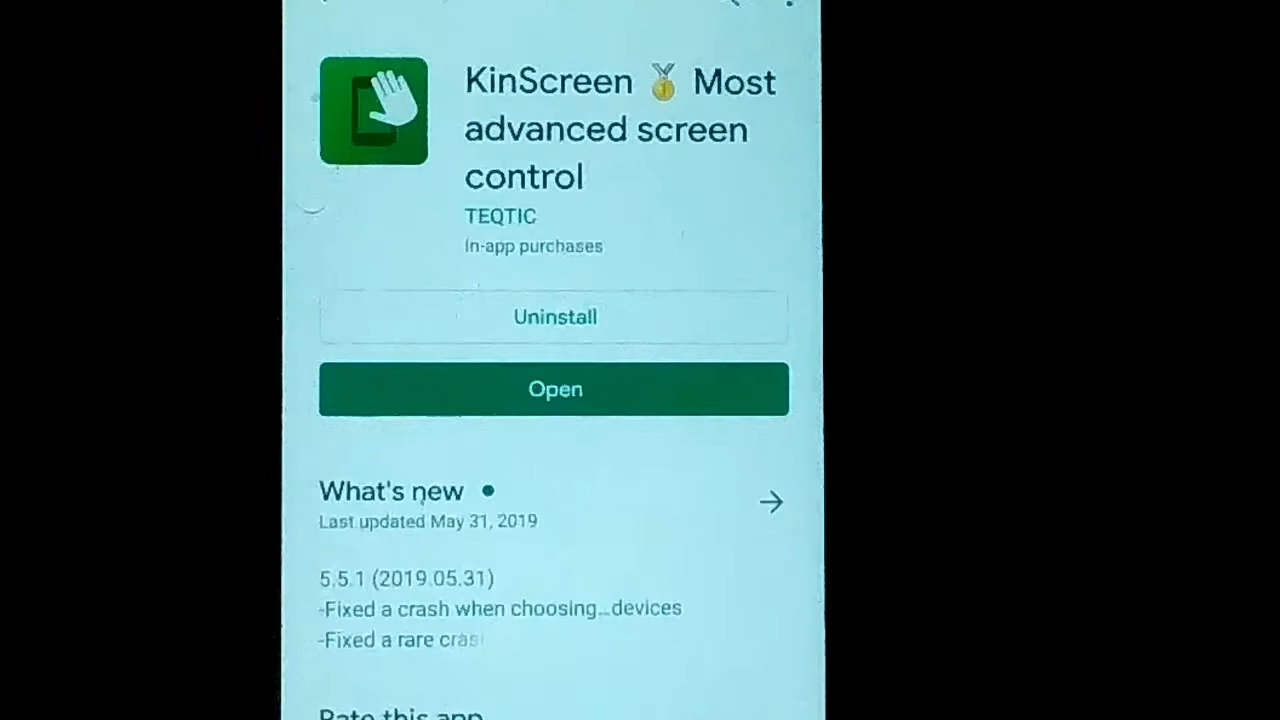 KinScreen 🏅 Most
advanced screen
control
TEQTIC
In-app purchases
Uninstall
Open
What's new •
Last updated May 31, 2019
5.5.1 (2019.05.31)
-Fixed a crash when choosing...devices
-Fixed a rare cras
Rate this app